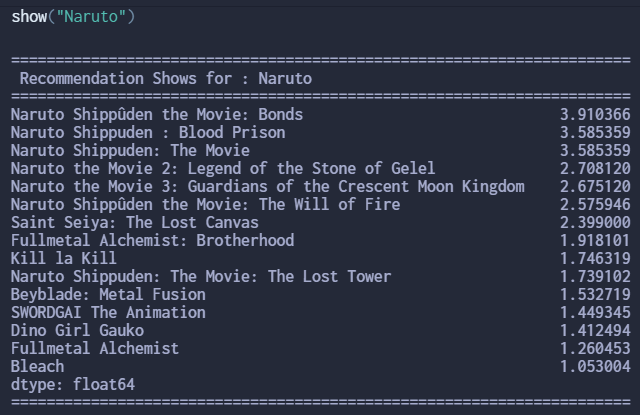 show("Naruto")
======================================================================
Recommendation Shows for : Naruto
======================================================================
Naruto Shippûden the Movie: Bonds 3.910366
Naruto Shippuden : Blood Prison 3.585359
Naruto Shippuden: The Movie 3.585359
Naruto the Movie 2: Legend of the Stone of Gelel 2.708120
Naruto the Movie 3: Guardians of the Crescent Moon Kingdom 2.675120
Naruto Shippûden the Movie: The Will of Fire 2.575946
Saint Seiya: The Lost Canvas 2.399000
Fullmetal Alchemist: Brotherhood 1.918101
Kill la Kill 1.746319
Naruto Shippuden: The Movie: The Lost Tower 1.739102
Beyblade: Metal Fusion 1.532719
SWORDGAI The Animation 1.449345
Dino Girl Gauko 1.412494
Fullmetal Alchemist 1.260453
Bleach 1.053004
dtype: float64
======================================================================